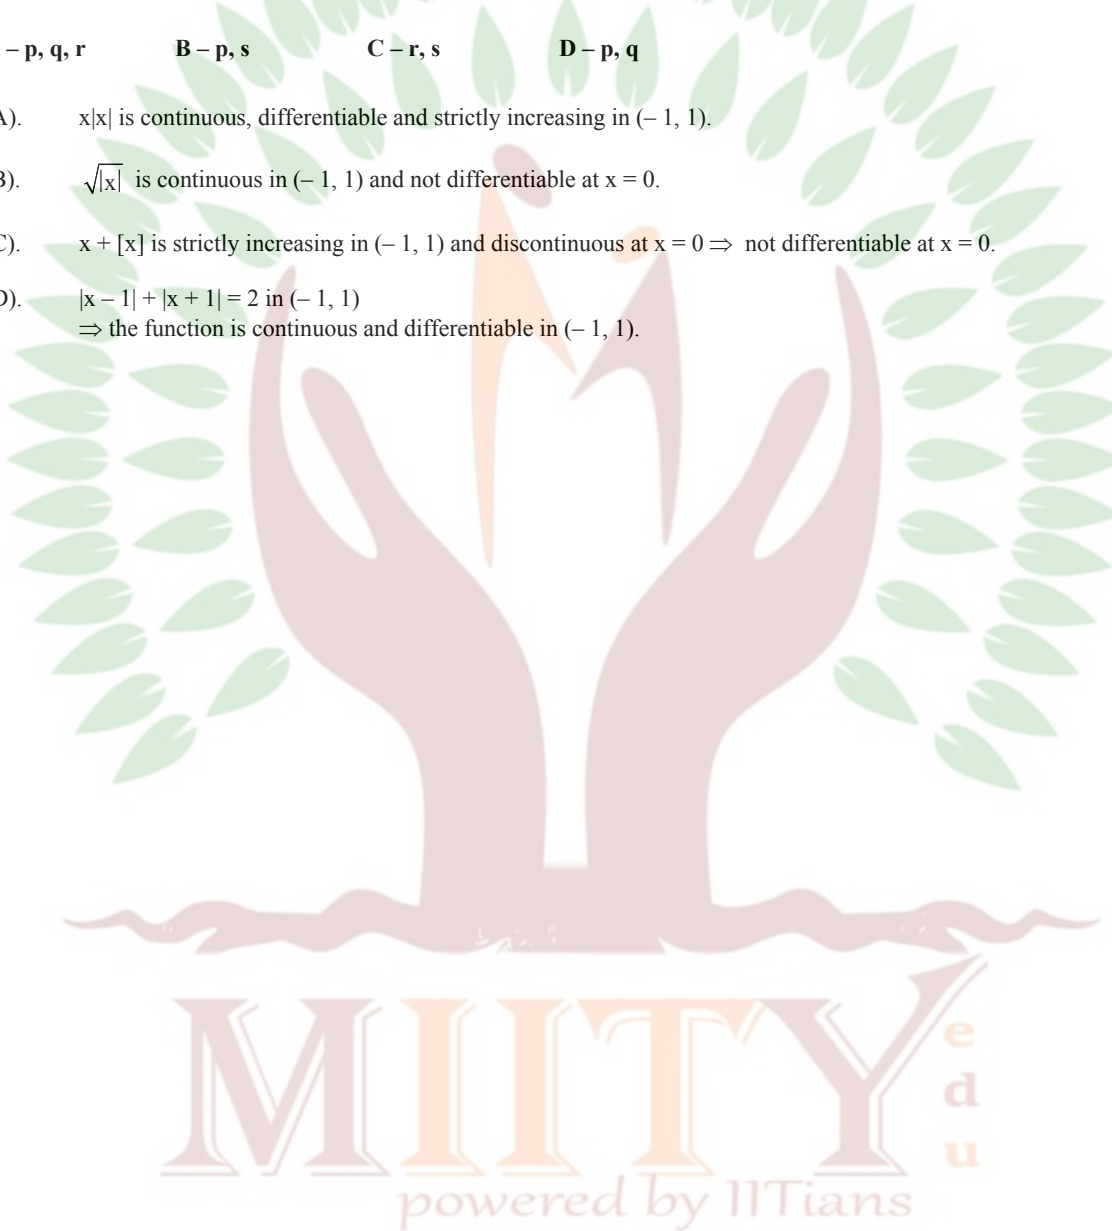 – p, q, r B – p, s C – r, s D – p, q
A). x|x| is continuous, differentiable and strictly increasing in (– 1, 1).
B). √|x| is continuous in (– 1, 1) and not differentiable at x = 0.
C). x + [x] is strictly increasing in (– 1, 1) and discontinuous at x = 0 ⇒ not differentiable at x = 0.
D). |x – 1| + |x + 1| = 2 in (– 1, 1)
⇒ the function is continuous and differentiable in (– 1, 1).
MIITY
edu
powered by IITians